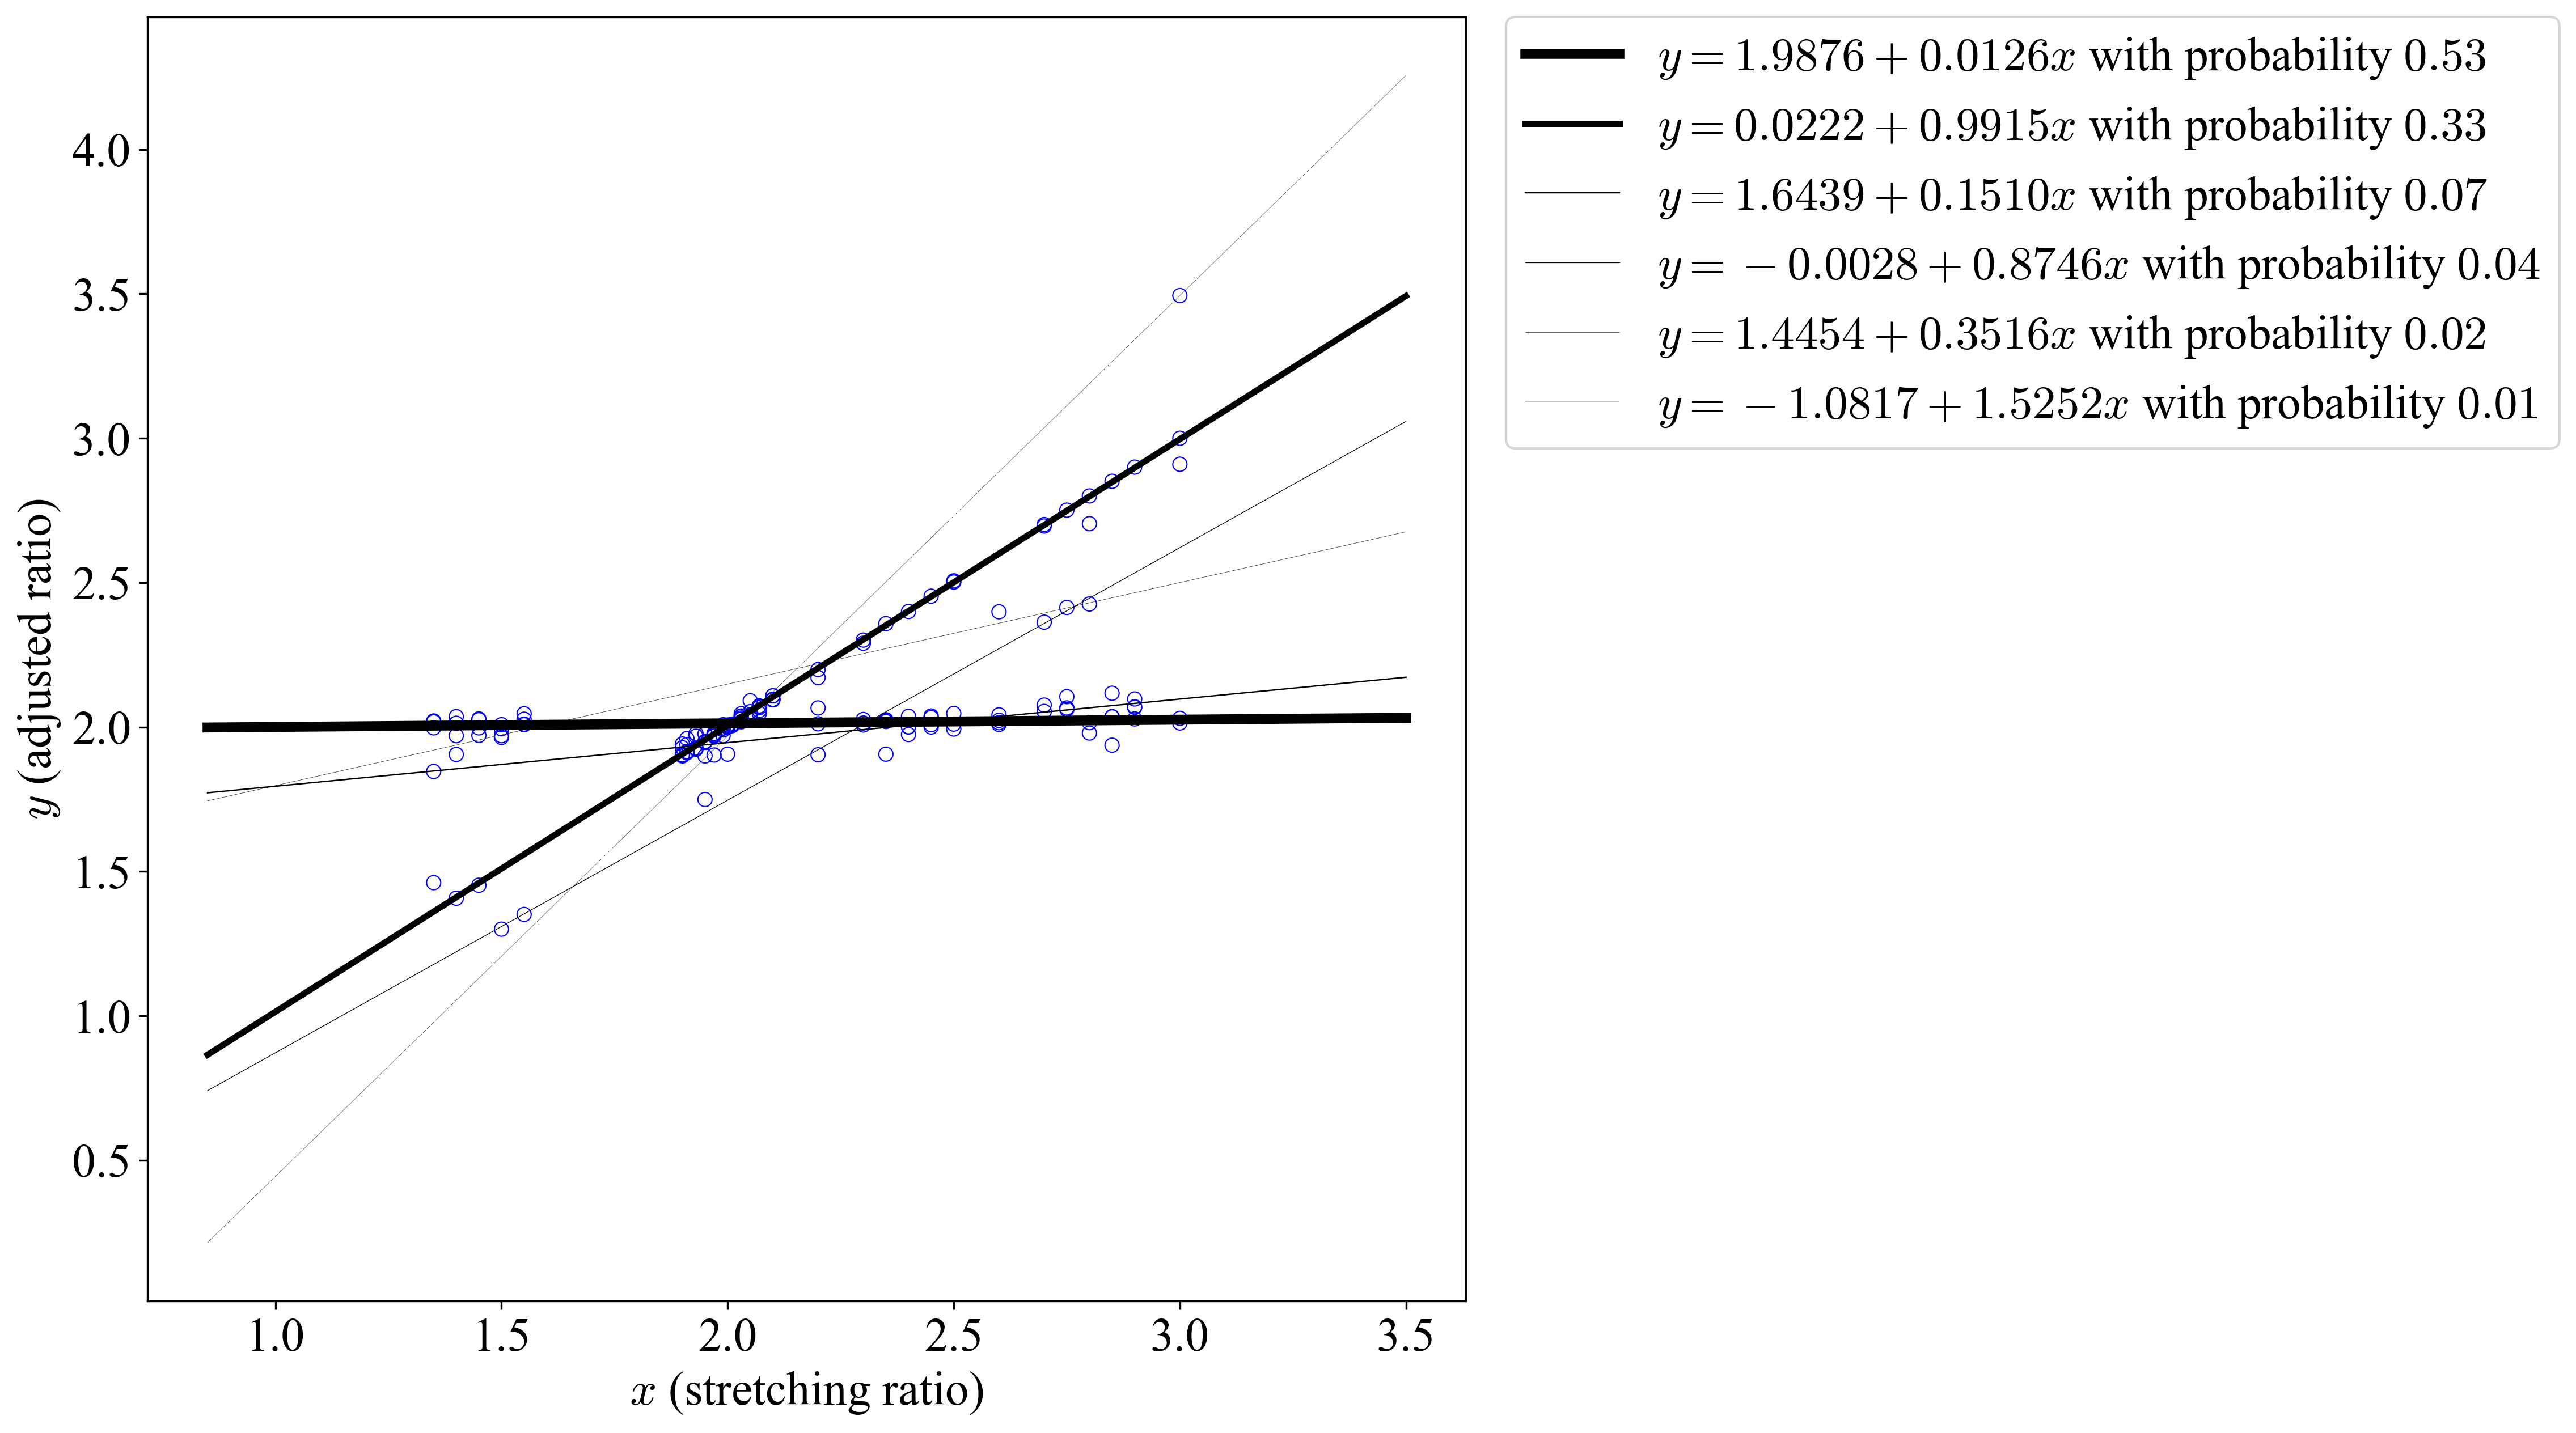 y = 1.9876 + 0.0126x with probability 0.53
y = 0.0222 + 0.9915x with probability 0.33
y = 1.6439 + 0.1510x with probability 0.07
y = − 0.0028 + 0.8746x with probability 0.04
y = 1.4454 + 0.3516x with probability 0.02
y = − 1.0817 + 1.5252x with probability 0.01
y (adjusted ratio)
4.0
3.5
3.0
2.5
2.0
1.5
1.0
0.5
1.0 1.5 2.0 2.5 3.0 3.5
x (stretching ratio)